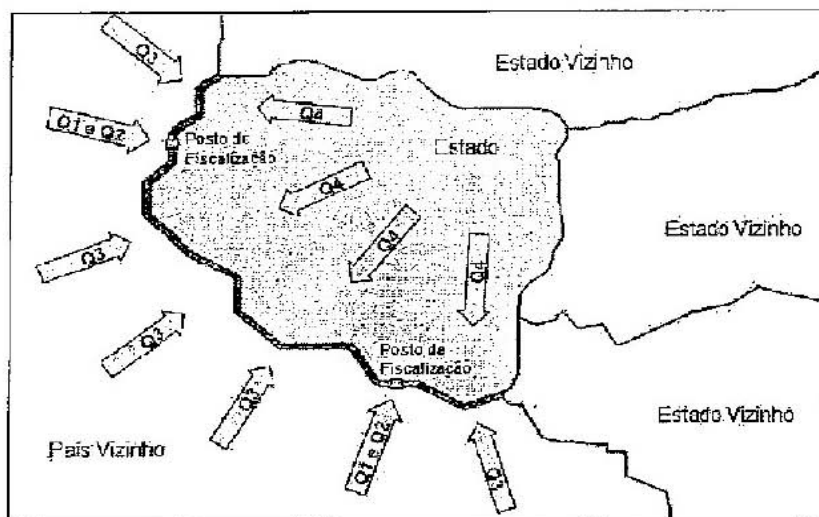 Q3
Estado Vizinho
Q4
Q1 e Q2
Posto de
Fiscalização
Estado
Q4
Estado Vizinho
Q3
Q4
Q4
Q3
Posto de
Fiscalização
Q3
Estado Vizinho
País Vizinho
Q1 e Q2
Q3